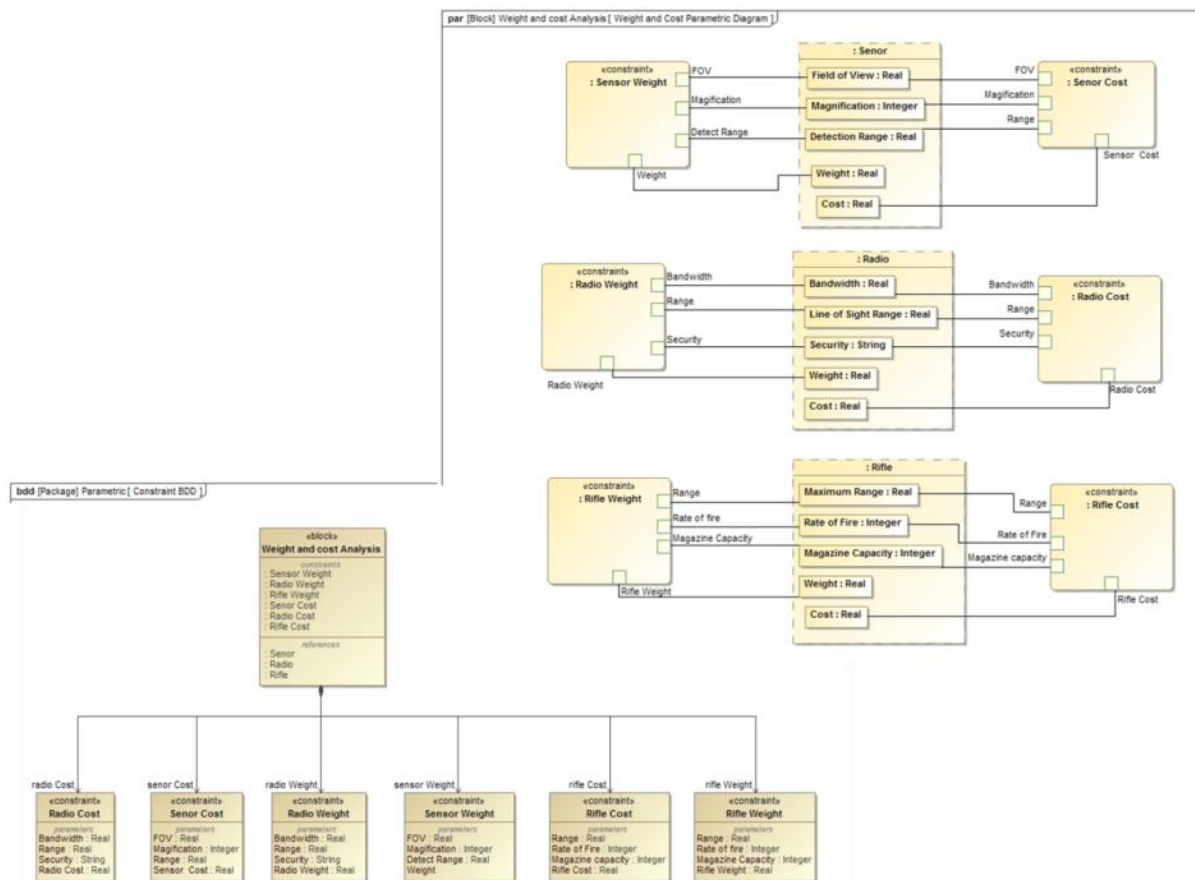 par [Block] Weight and cost Analysis [ Weight and Cost Parametric Diagram ]
«constraint»
: Sensor Weight
FOV
Magification
Detect Range
Weight
: Senor
Field of View : Real
Magnification : Integer
Detection Range : Real
Weight : Real
Cost : Real
FOV
Magification
Range
«constraint»
: Senor Cost
Sensor Cost
«constraint»
: Radio Weight
Bandwidth
Range
Security
Radio Weight
: Radio
Bandwidth : Real
Line of Sight Range : Real
Security : String
Weight : Real
Cost : Real
Bandwidth
Range
Security
«constraint»
: Radio Cost
Radio Cost
«constraint»
: Rifle Weight
Range
Rate of fire
Magazine Capacity
Rifle Weight
: Rifle
Maximum Range : Real
Rate of Fire : Integer
Magazine Capacity : Integer
Weight : Real
Cost : Real
Range
Rate of Fire
Magazine capacity
«constraint»
: Rifle Cost
Rifle Cost
bdd [Package] Parametric [ Constraint BDD ]
«block»
Weight and cost Analysis
constraints
: Sensor Weight
: Radio Weight
: Rifle Weight
: Senor Cost
: Radio Cost
: Rifle Cost
references
: Senor
: Radio
: Rifle
radio Cost
«constraint»
Radio Cost
parameters
Bandwidth : Real
Range : Real
Security : String
Radio Cost : Real
senor Cost
«constraint»
Senor Cost
parameters
FOV : Real
Magification : Integer
Range : Real
Sensor Cost : Real
radio Weight
«constraint»
Radio Weight
parameters
Bandwidth : Real
Range : Real
Security : String
Radio Weight : Real
sensor Weight
«constraint»
Sensor Weight
parameters
FOV : Real
Magification : Integer
Detect Range : Real
Weight
rifle Cost
«constraint»
Rifle Cost
parameters
Range : Real
Rate of Fire : Integer
Magazine capacity : Integer
Rifle Cost : Real
rifle Weight
«constraint»
Rifle Weight
parameters
Range : Real
Rate of fire : Integer
Magazine Capacity : Integer
Rifle Weight : Real